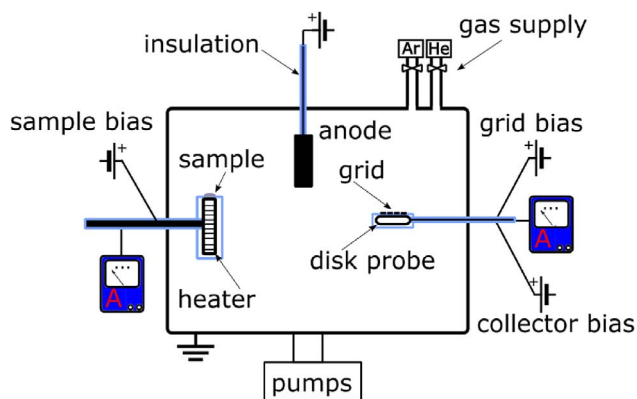 insulation
+
Ar
He
gas supply
sample bias
+
anode
grid bias
+
sample
grid
A
disk probe
A
heater
+
collector bias
pumps